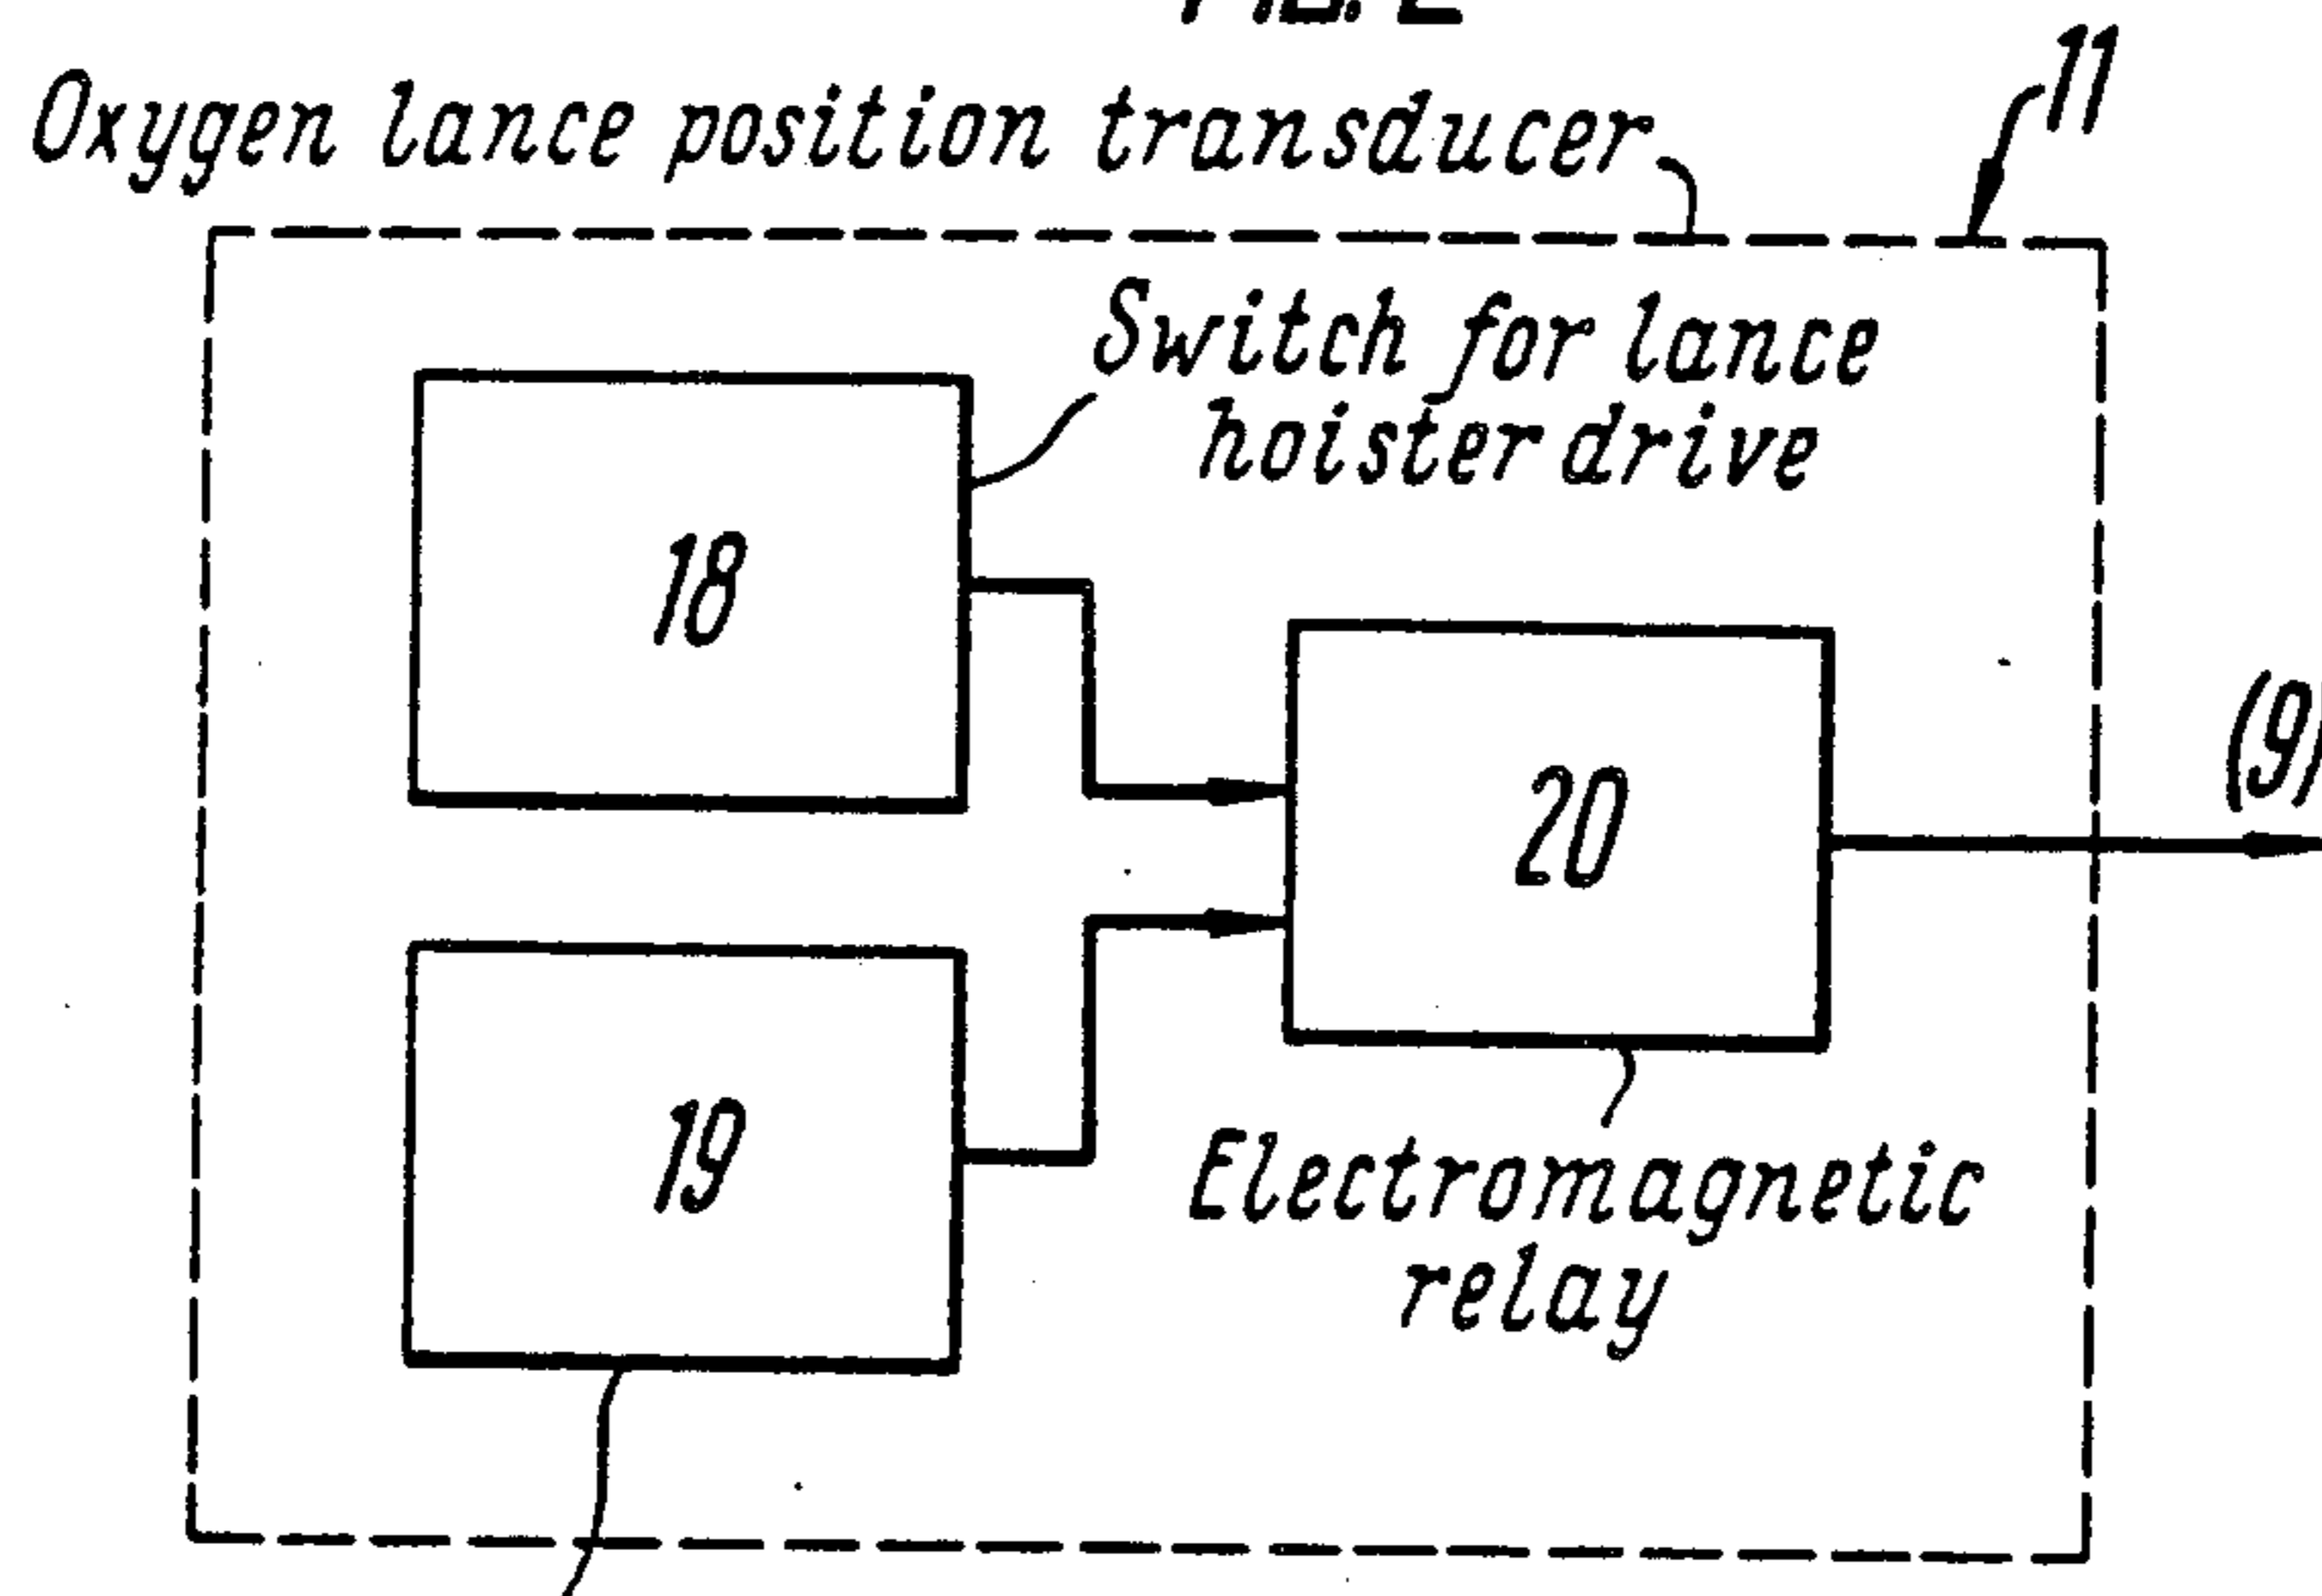 Oxygen lance position transducer
11
Switch for lance
hoister drive
18
20
(9)
19
Electromagnetic
relay